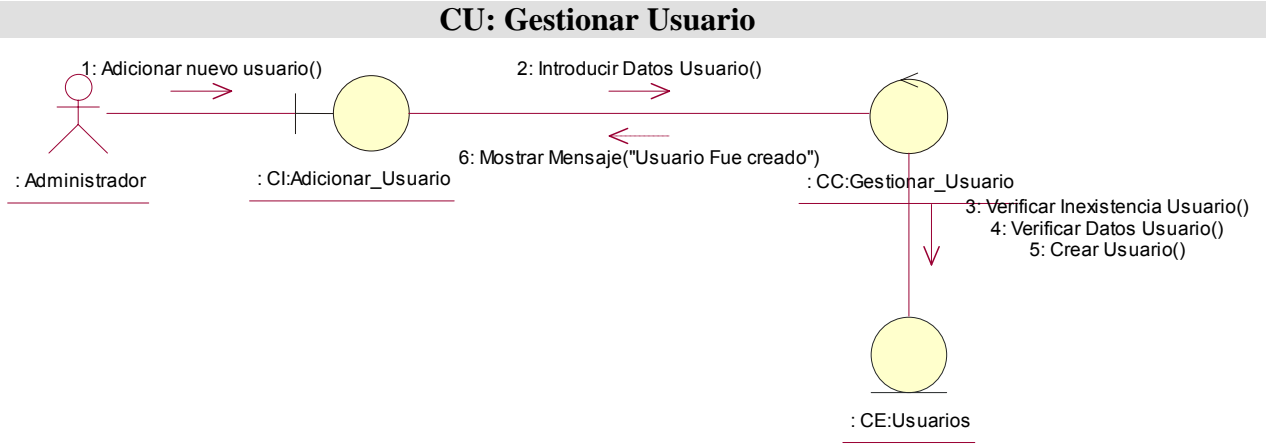 CU: Gestionar Usuario
1: Adicionar nuevo usuario()
2: Introducir Datos Usuario()
6: Mostrar Mensaje("Usuario Fue creado")
: Administrador
: CI:Adicionar_Usuario
: CC:Gestionar_Usuario
3: Verificar Inexistencia Usuario()
4: Verificar Datos Usuario()
5: Crear Usuario()
: CE:Usuarios